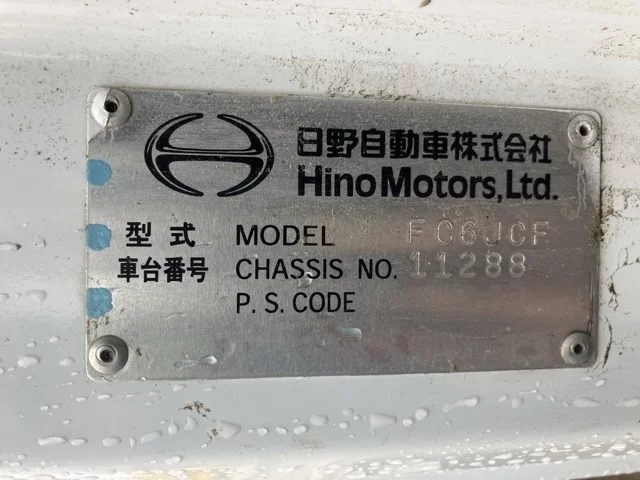 日野自動車株式会社
Hino Motors, Ltd.
型式 MODEL FC6JCF
車台番号 CHASSIS NO. 11288
P. S. CODE